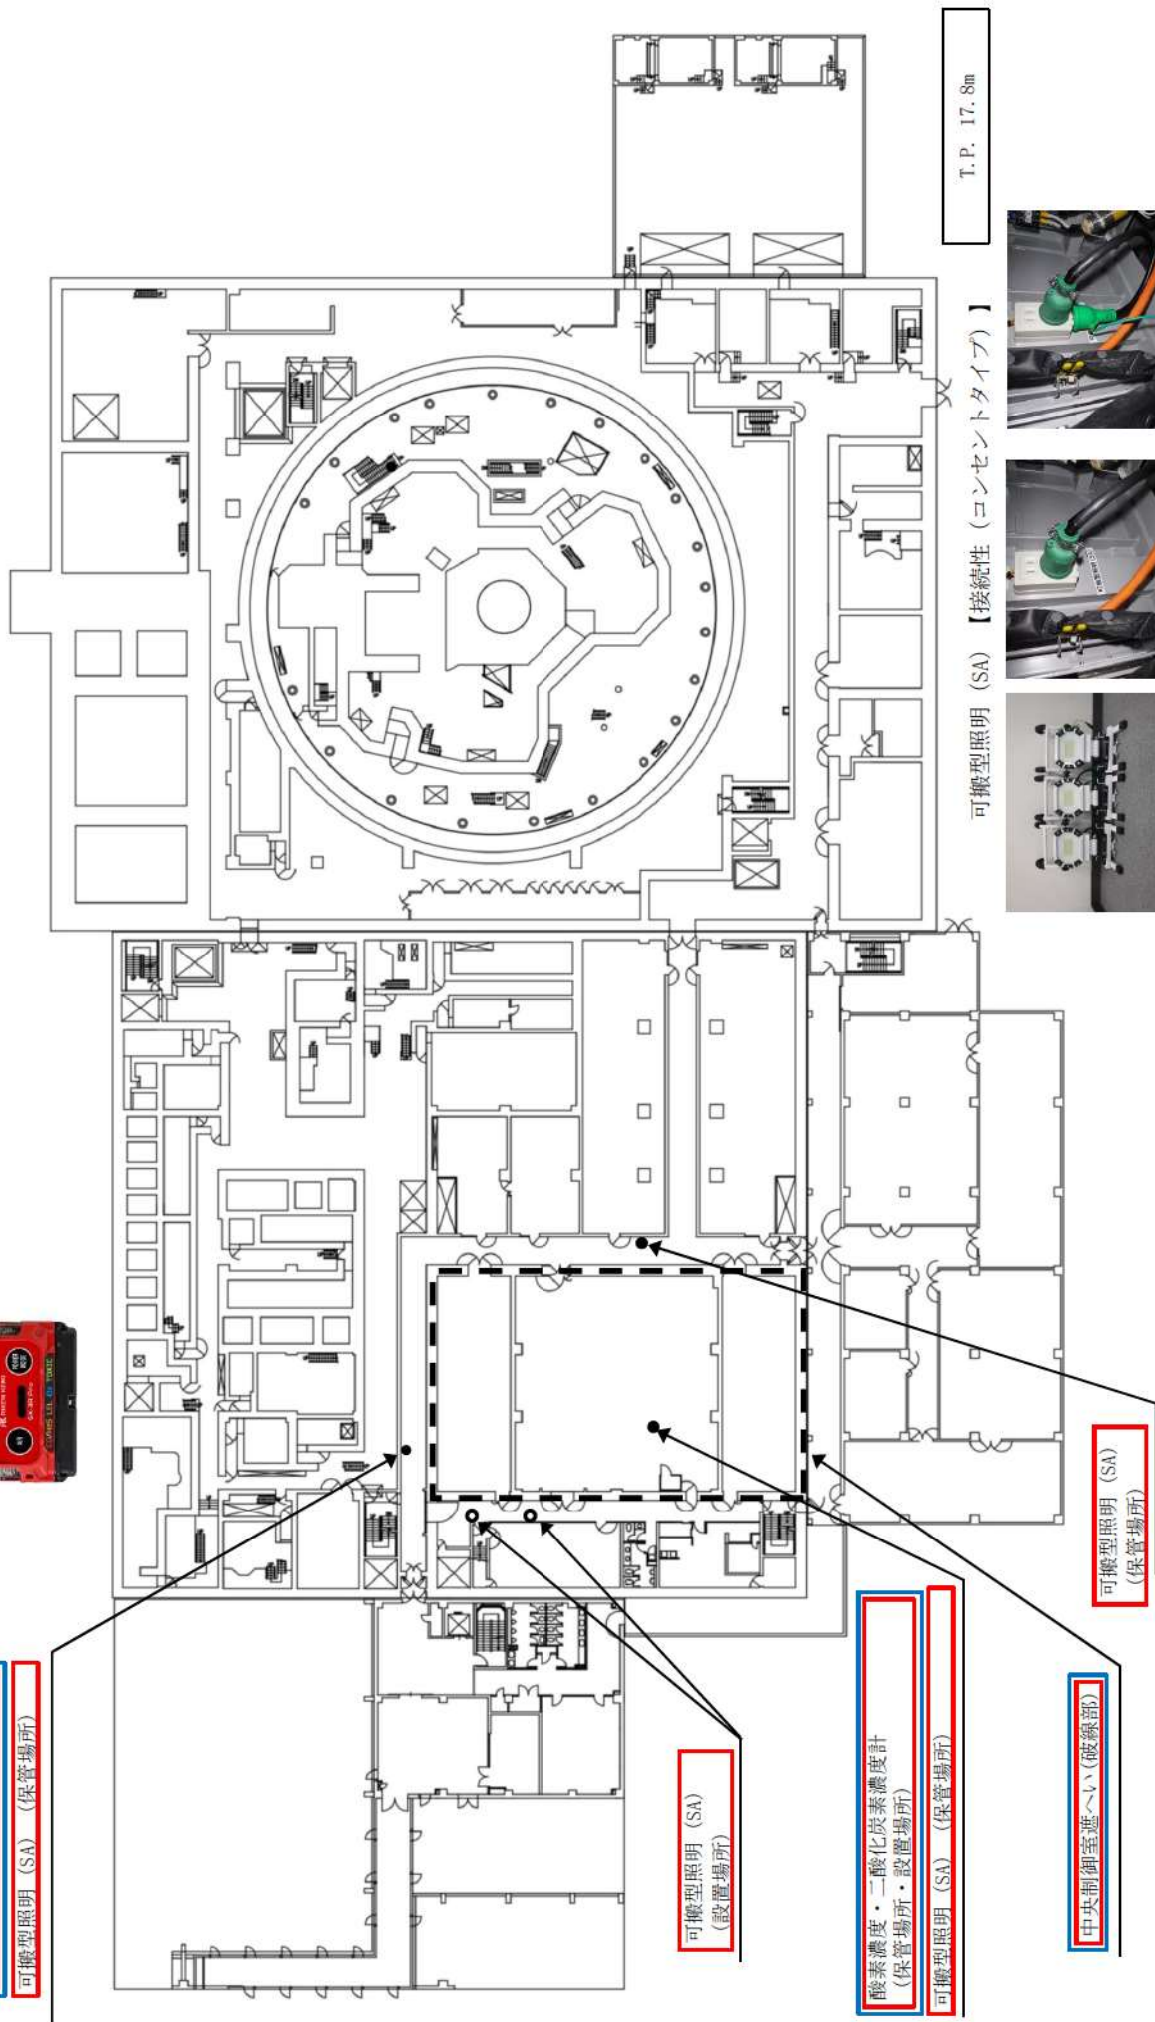 T.P. 17.8m
可搬型照明 (SA) 【接続性 (コンセントタイプ) 】
可搬型照明 (SA) (保管場所)
可搬型照明 (SA)
(設置場所)
酸素濃度・二酸化炭素濃度計
(保管場所・設置場所)
可搬型照明 (SA) (保管場所)
中央制御室遮へい(破線部)
可搬型照明 (SA)
(保管場所)